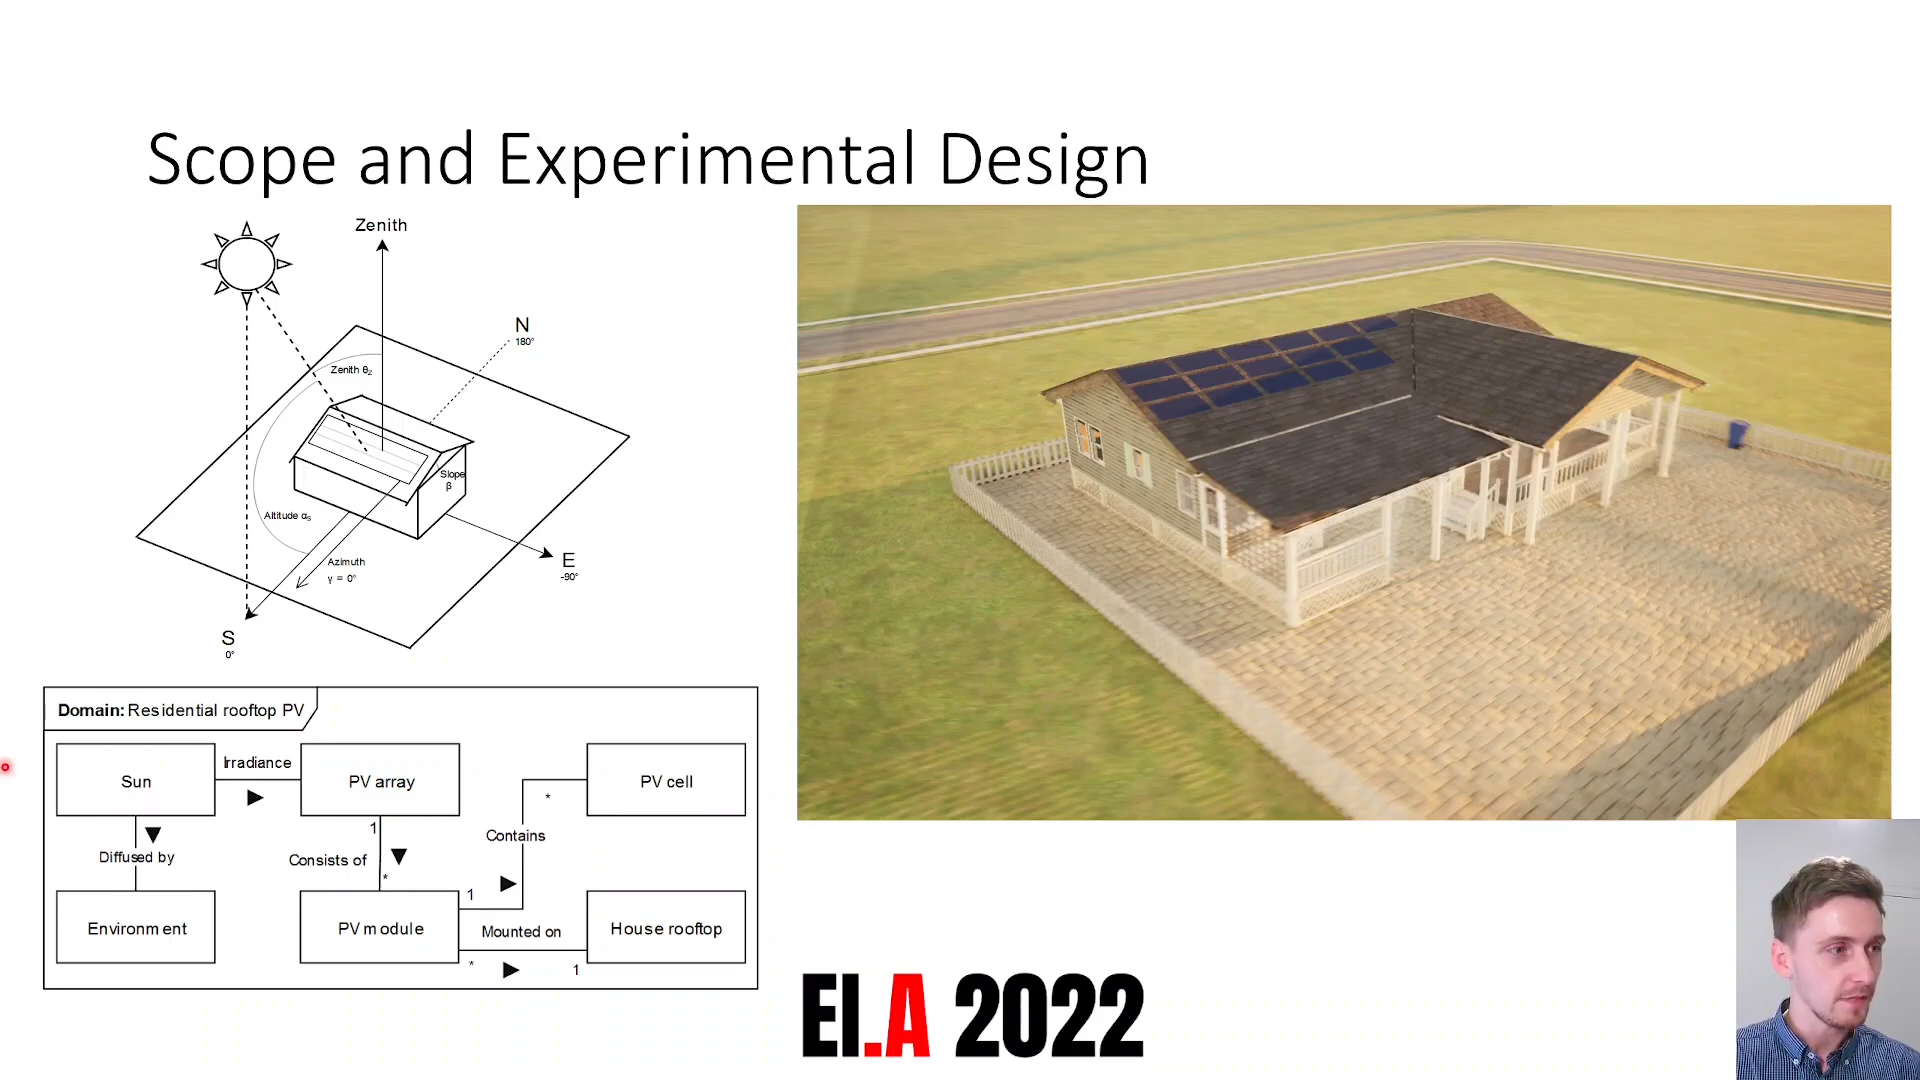 Scope and Experimental Design
Zenith
N
180°
Zenith θz
Slope
β
Altitude αs
Azimuth
γ = 0°
E
-90°
S
0°
Domain: Residential rooftop PV
Sun
Irradiance
PV array
PV cell
*
1
Contains
Diffused by
Consists of
*
1
Environment
PV module
Mounted on
House rooftop
*
1
EI.A 2022